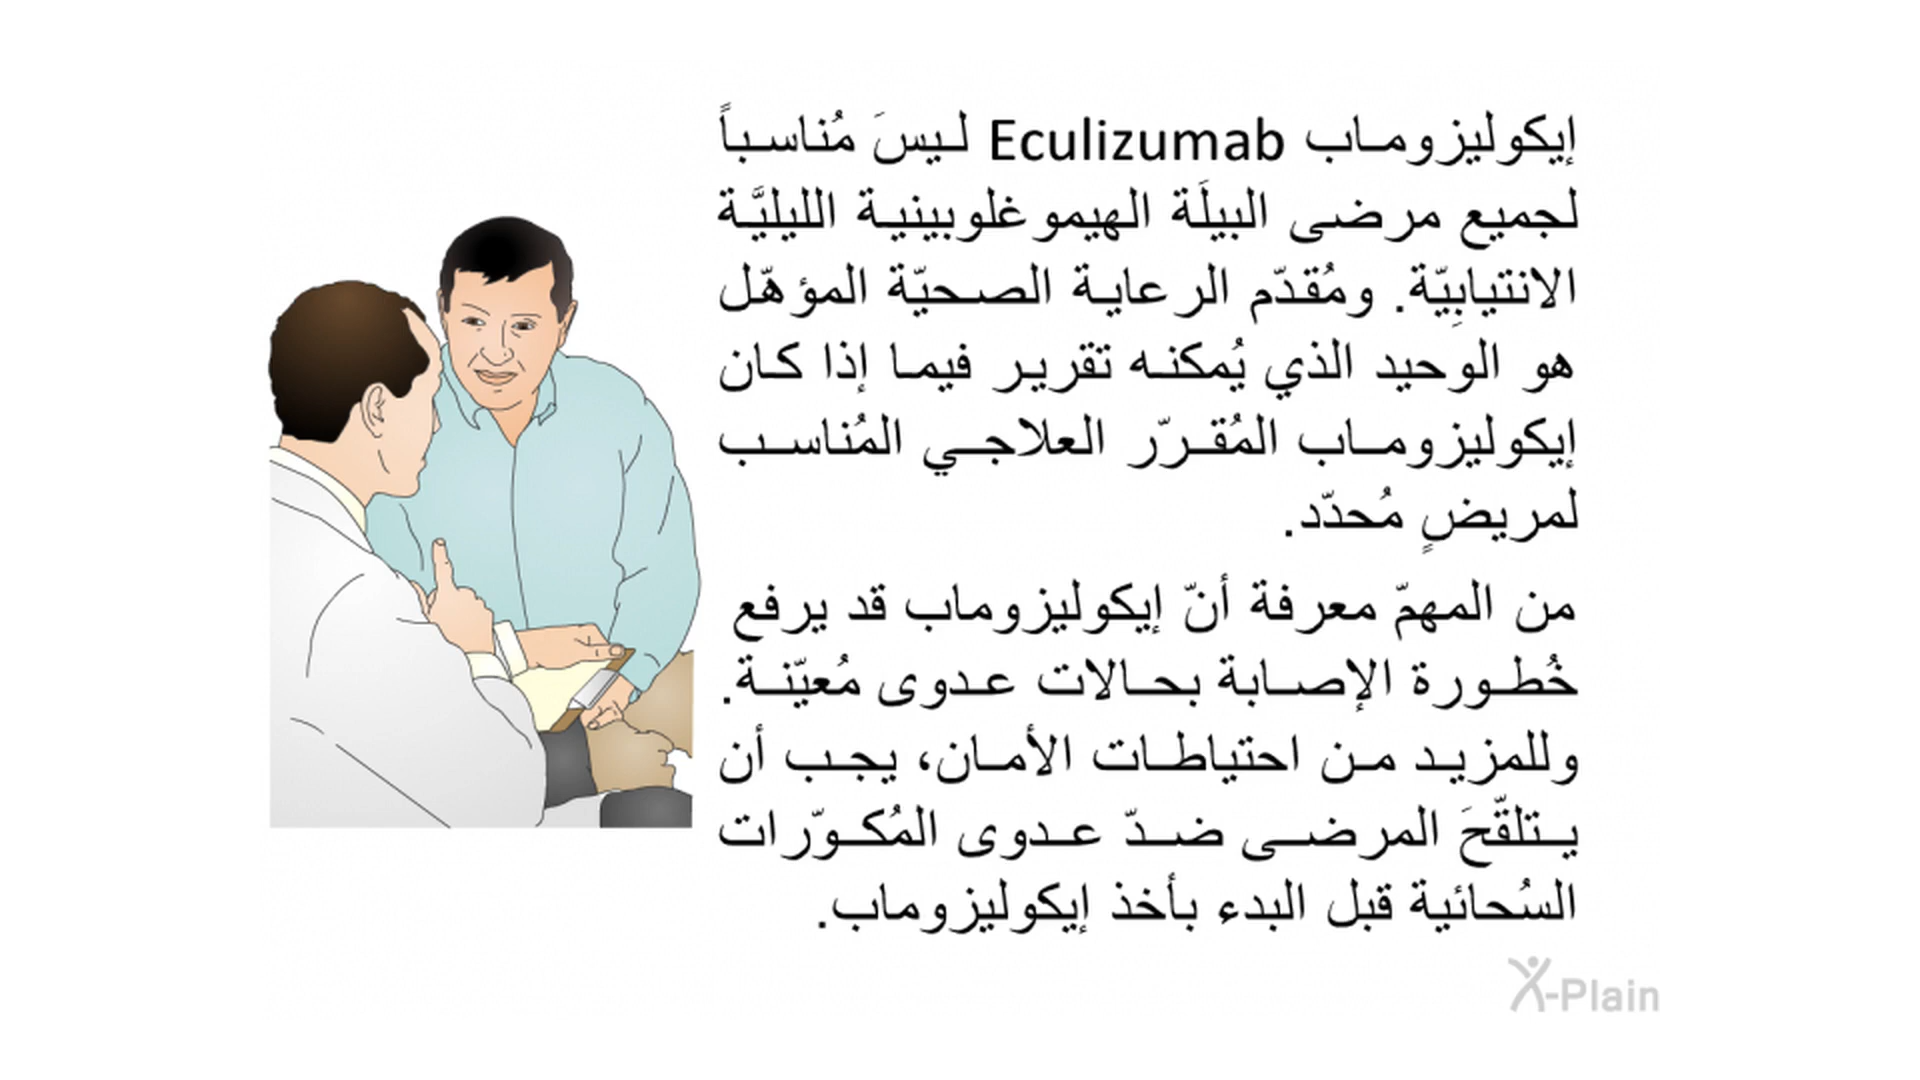 إيكوليزوماب Eculizumab ليسَ مُناسباً
لجميع مرضى البيلَة الهيموغلوبينية الليليَّة
الانتيابِيّة. ومُقدّم الرعاية الصحيّة المؤهّل
هو الوحيد الذي يُمكنه تقرير فيما إذا كان
إيكوليزوماب المُقرّر العلاجي المُناسب
لمريضٍ مُحدّد.
من المهمّ معرفة أنّ إيكوليزوماب قد يرفع
خُطورة الإصابة بحالات عدوى مُعيّنة.
وللمزيد من احتياطات الأمان، يجب أن
يتلقّحَ المرضى ضدّ عدوى المُكوّرات
السُحائية قبل البدء بأخذ إيكوليزوماب.
X-Plain